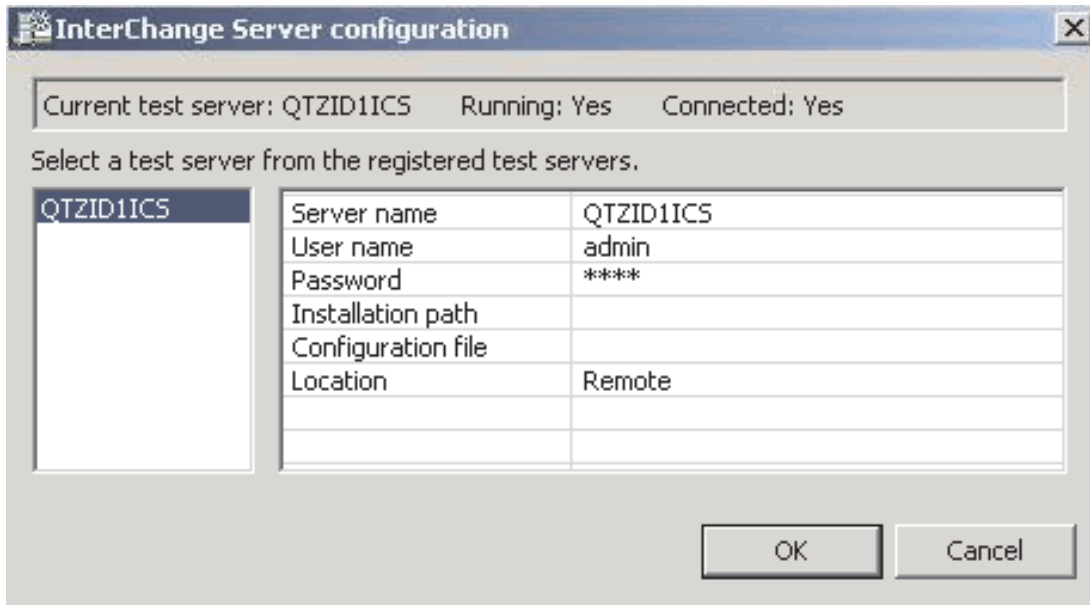 InterChange Server configuration
Current test server: QTZID1ICS Running: Yes Connected: Yes
Select a test server from the registered test servers.
QTZID1ICS
Server name QTZID1ICS
User name admin
Password ****
Installation path
Configuration file
Location Remote
OK Cancel